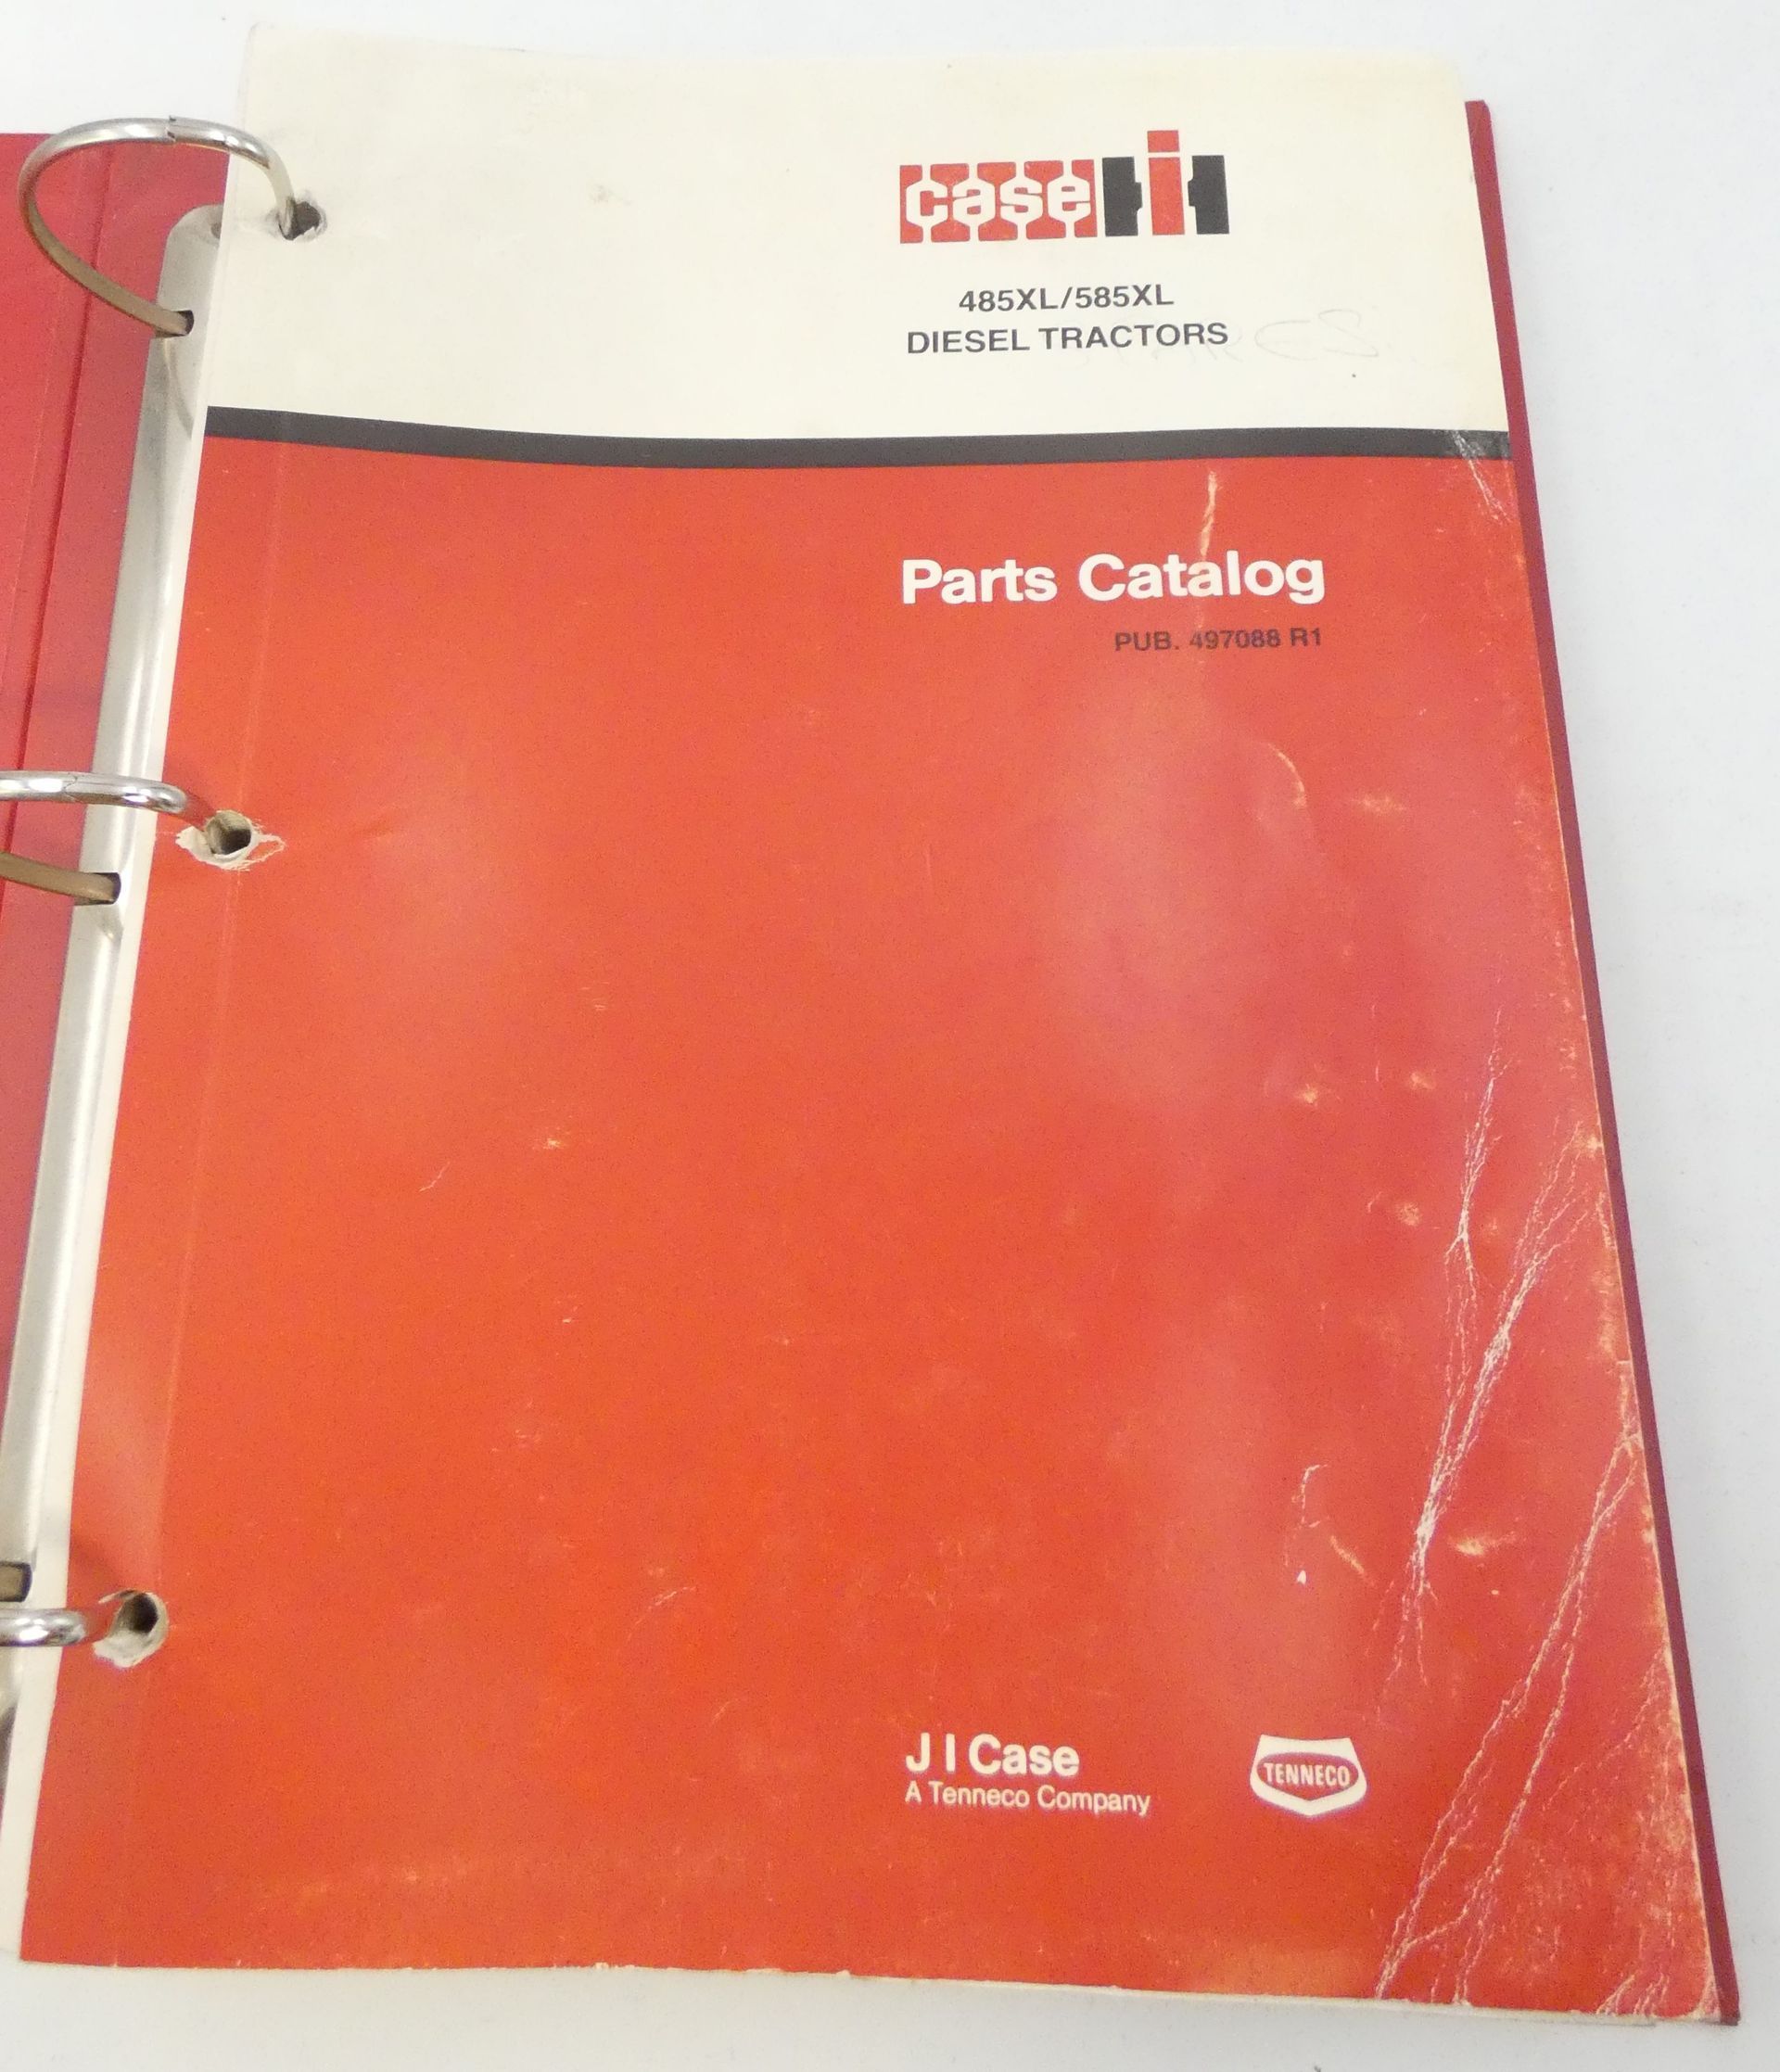 case IH
485XL/585XL
DIESEL TRACTORS
Parts Catalog
PUB. 497088 R1
J I Case
A Tenneco Company
TENNECO